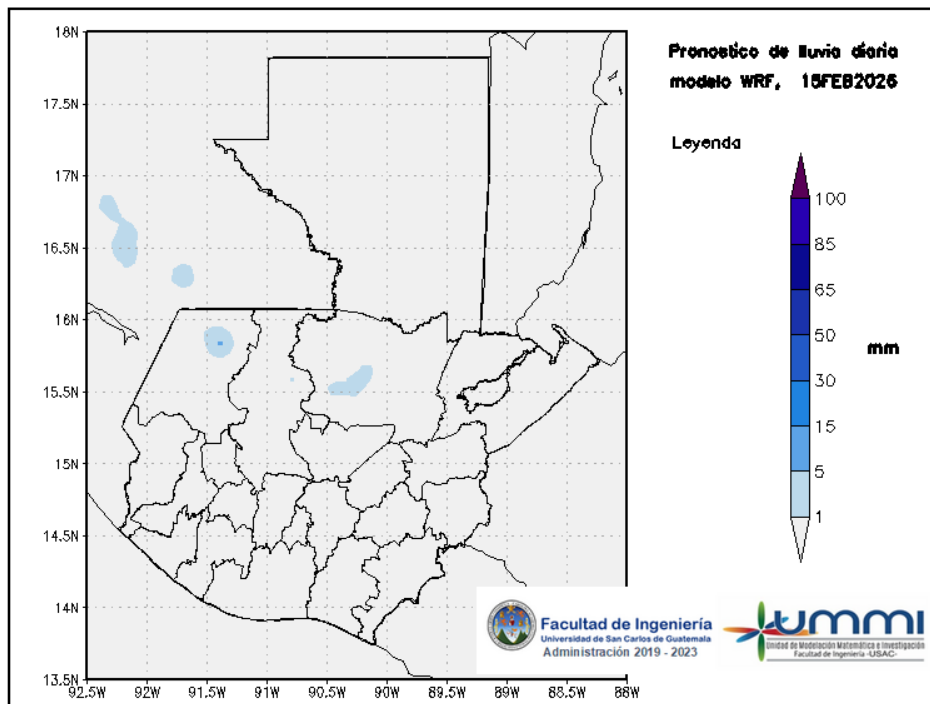 18N
17.5N
17N
16.5N
16N
15.5N
15N
14.5N
14N
13.5N
92.5W
92W
91.5W
91W
90.5W
90W
89.5W
89W
88.5W
88W
Pronostico de lluvia diaria
modelo WRF, 15FEB2026
Leyenda
100
85
65
50
30
15
5
1
mm
Facultad de Ingeniería
Universidad de San Carlos de Guatemala
Administración 2019 - 2023
ummi
Unidad de Modelación Matemática e Investigación
Facultad de Ingeniería -USAC-